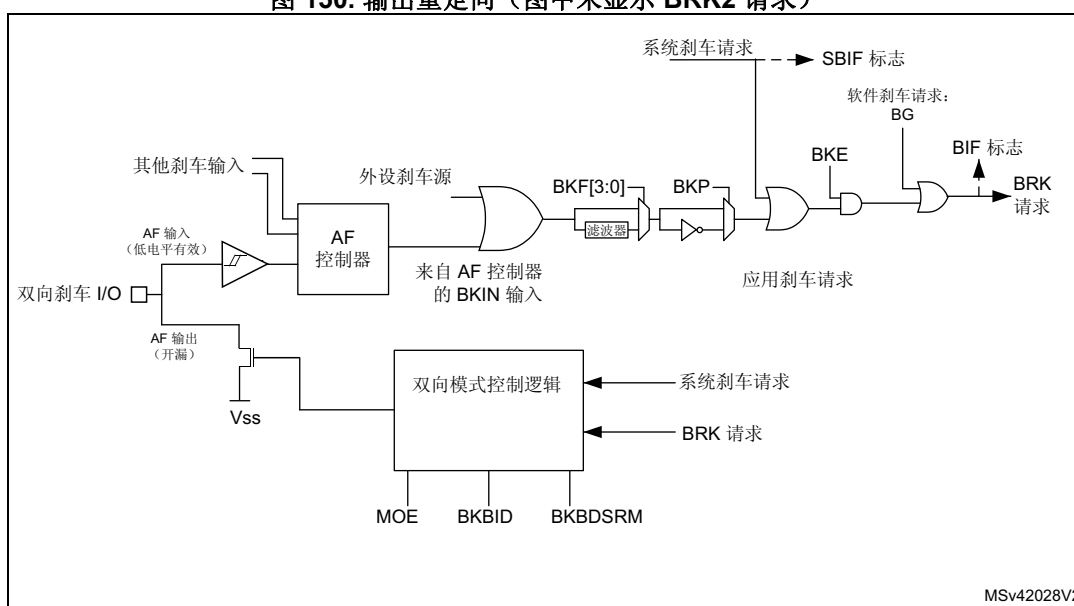 图 150. 输出重定向（图中未显示 BRK2 请求）
系统刹车请求
SBIF 标志
软件刹车请求：
BG
其他刹车输入
外设刹车源
BKF[3:0]
BKP
BKE
BIF 标志
BRK
请求
滤波器
AF 输入
（低电平有效）
AF
控制器
来自 AF 控制器
的 BKIN 输入
应用刹车请求
双向刹车 I/O
AF 输出
（开漏）
双向模式控制逻辑
系统刹车请求
Vss
BRK 请求
MOE
BKBID
BKBDSRM
MSv42028V2